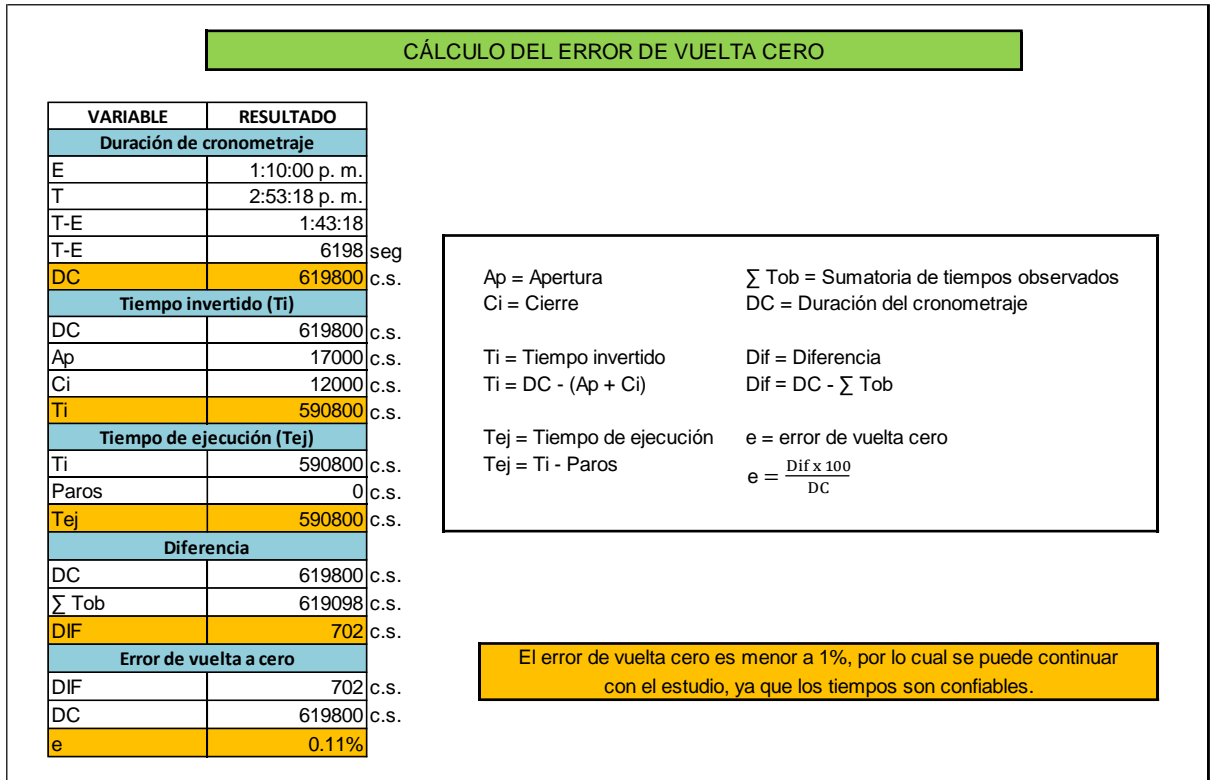 CÁLCULO DEL ERROR DE VUELTA CERO
VARIABLE RESULTADO
Duración de cronometraje
E 1:10:00 p. m.
T 2:53:18 p. m.
T-E 1:43:18
T-E 6198 seg
DC 619800 c.s.
Tiempo invertido (Ti)
DC 619800 c.s.
Ap 17000 c.s.
Ci 12000 c.s.
Ti 590800 c.s.
Tiempo de ejecución (Tej)
Ti 590800 c.s.
Paros 0 c.s.
Tej 590800 c.s.
Diferencia
DC 619800 c.s.
∑ Tob 619098 c.s.
DIF 702 c.s.
Error de vuelta a cero
DIF 702 c.s.
DC 619800 c.s.
e 0.11%
Ap = Apertura
Ci = Cierre
Ti = Tiempo invertido
Ti = DC - (Ap + Ci)
Tej = Tiempo de ejecución
Tej = Ti - Paros
∑ Tob = Sumatoria de tiempos observados
DC = Duración del cronometraje
Dif = Diferencia
Dif = DC - ∑ Tob
e = error de vuelta cero
e = Dif x 100 / DC
El error de vuelta cero es menor a 1%, por lo cual se puede continuar
con el estudio, ya que los tiempos son confiables.